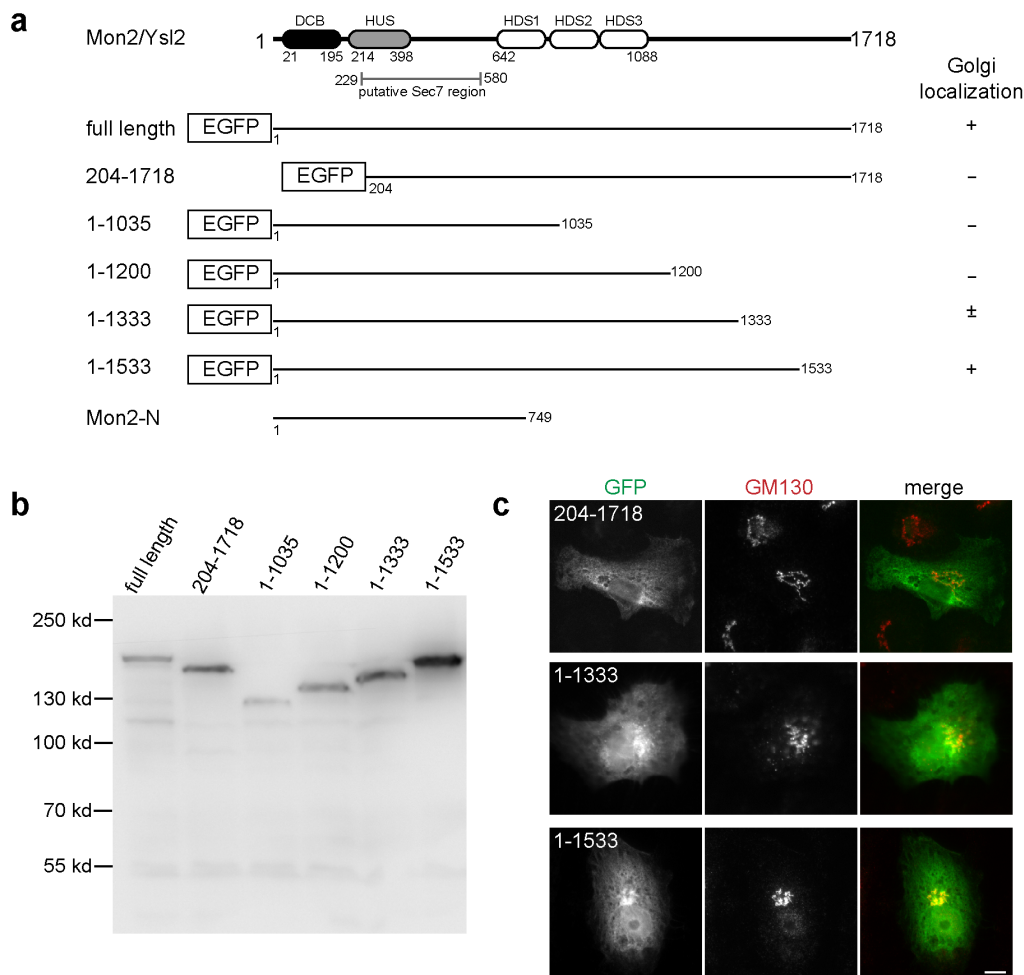 a
DCB HUS HDS1 HDS2 HDS3
Mon2/Ysl2 1 1718
21 195 214 398 642 1088
229 580
putative Sec7 region
Golgi
localization
full length EGFP 1 1718 +
204-1718 EGFP 204 1718 –
1-1035 EGFP 1 1035 –
1-1200 EGFP 1 1200 –
1-1333 EGFP 1 1333 ±
1-1533 EGFP 1 1533 +
Mon2-N 1 749
b
full length 204-1718 1-1035 1-1200 1-1333 1-1533
250 kd
130 kd
100 kd
70 kd
55 kd
c
GFP GM130 merge
204-1718
1-1333
1-1533